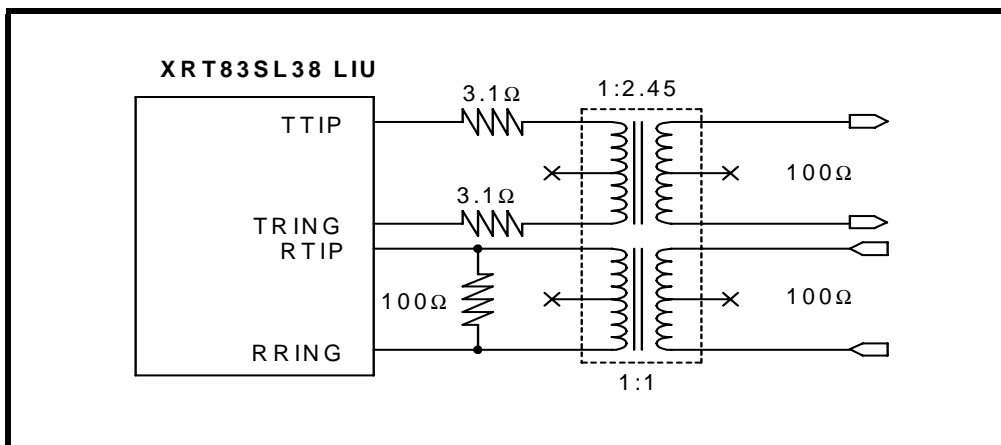 XRT83SL38 LIU
3.1Ω
1:2.45
TTIP
100Ω
3.1Ω
TRING
RTIP
100Ω
100Ω
RRING
1:1